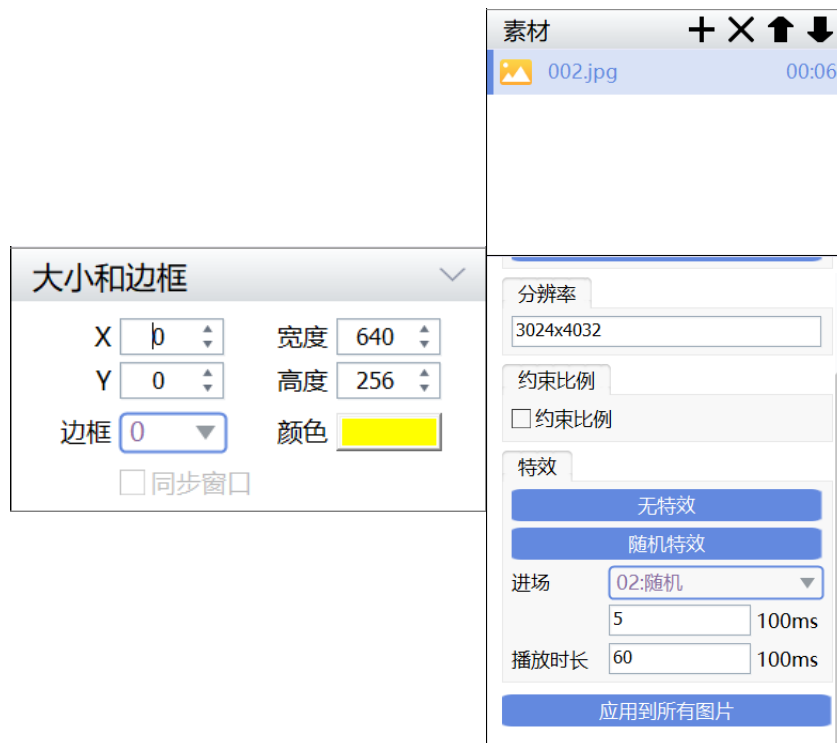 素材
002.jpg 00:06
大小和边框
X 0 宽度 640
Y 0 高度 256
边框 0 颜色
同步窗口
分辨率
3024x4032
约束比例
约束比例
特效
无特效
随机特效
进场 02:随机
5 100ms
播放时长 60 100ms
应用到所有图片